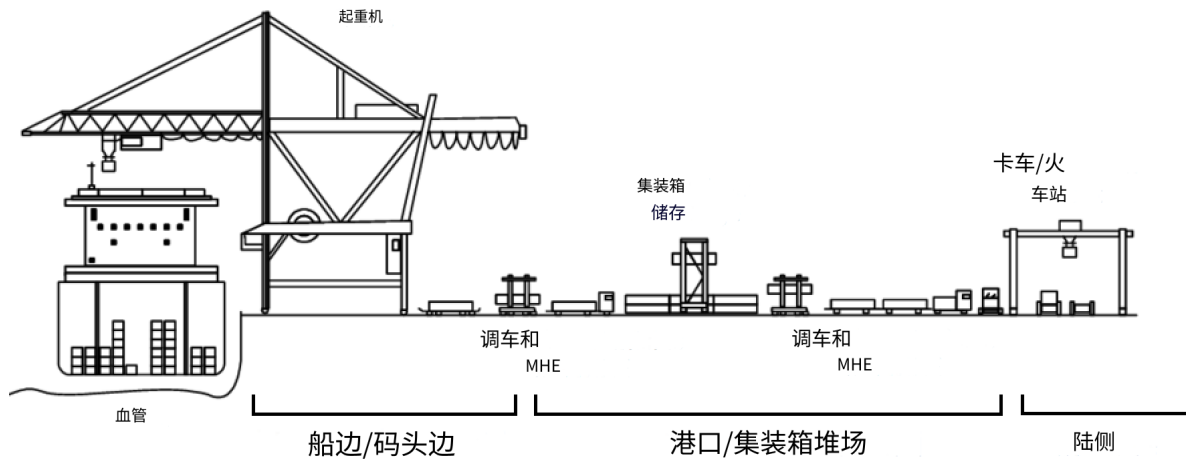 起重机
卡车/火
车站
集装箱
储存
调车和
MHE
调车和
MHE
血管
船边/码头边
港口/集装箱堆场
陆侧